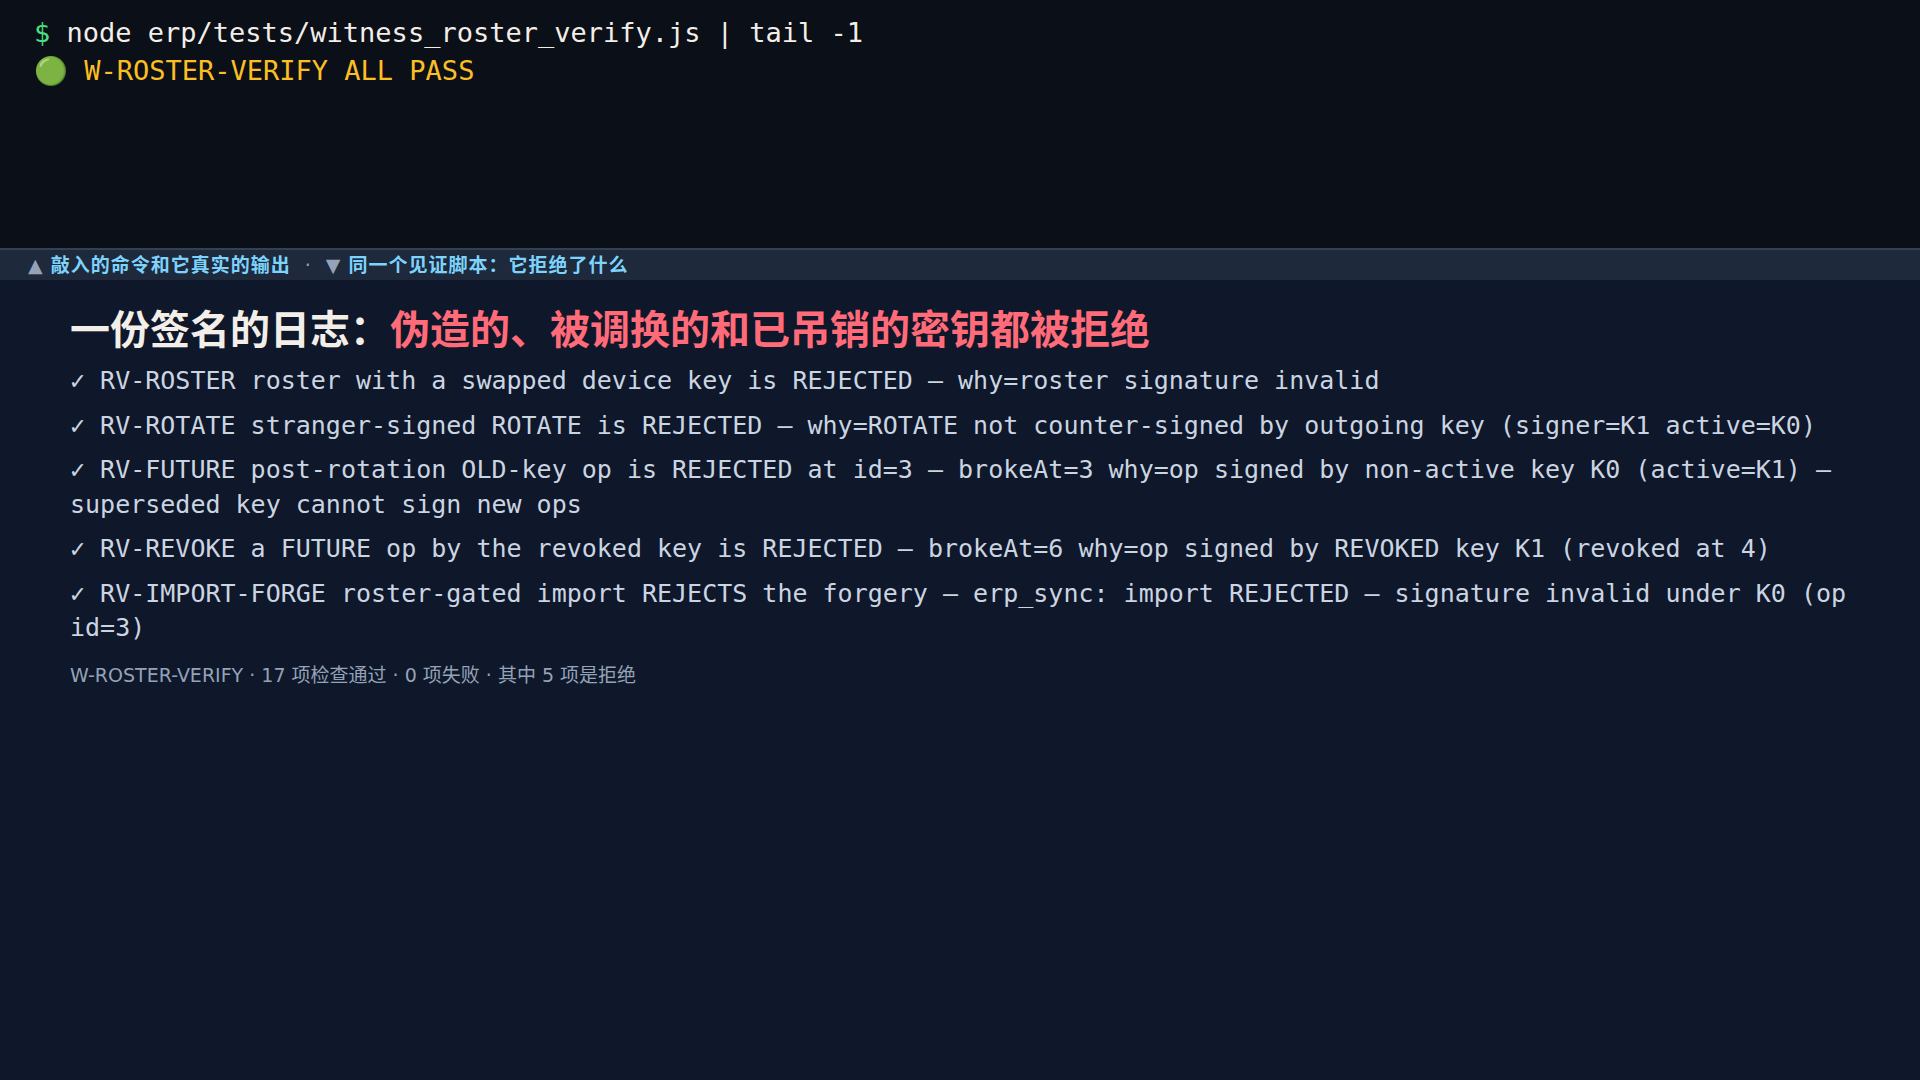 $ node erp/tests/witness_roster_verify.js | tail -1
🟢 W-ROSTER-VERIFY ALL PASS
▲ 敲入的命令和它真实的输出 · ▼ 同一个见证脚本：它拒绝了什么
一份签名的日志：伪造的、被调换的和已吊销的密钥都被拒绝
✓ RV-ROSTER roster with a swapped device key is REJECTED — why=roster signature invalid
✓ RV-ROTATE stranger-signed ROTATE is REJECTED — why=ROTATE not counter-signed by outgoing key (signer=K1 active=K0)
✓ RV-FUTURE post-rotation OLD-key op is REJECTED at id=3 — brokeAt=3 why=op signed by non-active key K0 (active=K1) —
superseded key cannot sign new ops
✓ RV-REVOKE a FUTURE op by the revoked key is REJECTED — brokeAt=6 why=op signed by REVOKED key K1 (revoked at 4)
✓ RV-IMPORT-FORGE roster-gated import REJECTS the forgery — erp_sync: import REJECTED — signature invalid under K0 (op
id=3)
W-ROSTER-VERIFY · 17 项检查通过 · 0 项失败 · 其中 5 项是拒绝